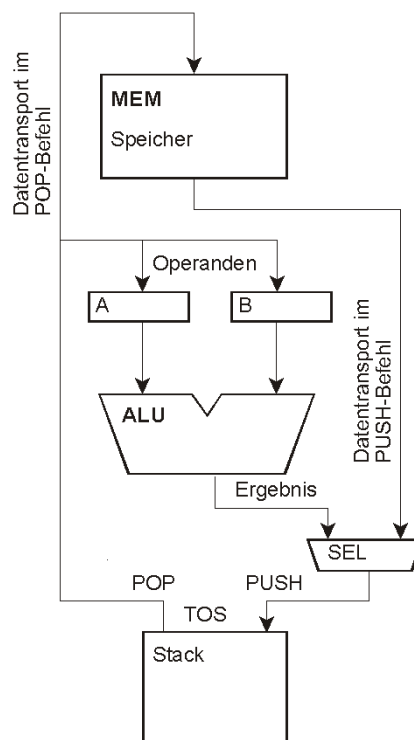 Datentransport im
POP-Befehl
MEM
Speicher
Operanden
A
B
Datentransport im
PUSH-Befehl
ALU
Ergebnis
SEL
POP
PUSH
TOS
Stack